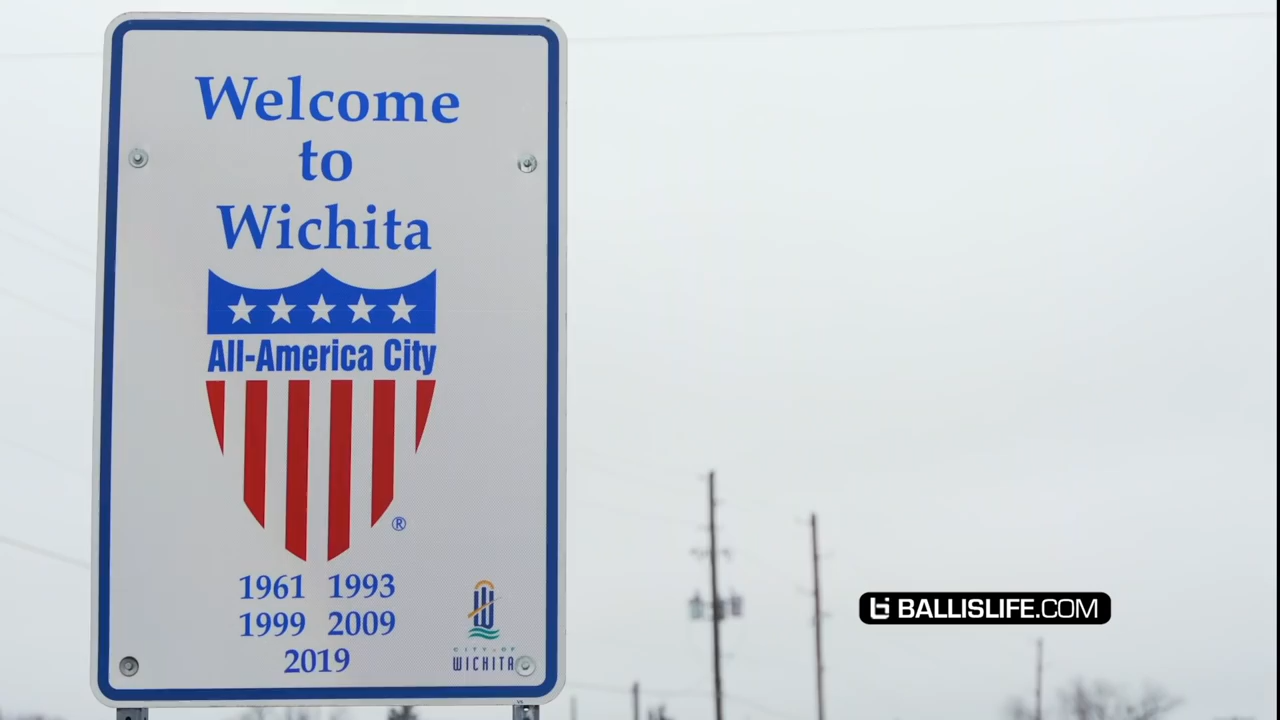 Welcome
to
Wichita
All-America City
®
1961 1993
1999 2009
2019
CITY OF
WICHITA
BALLISLIFE.COM